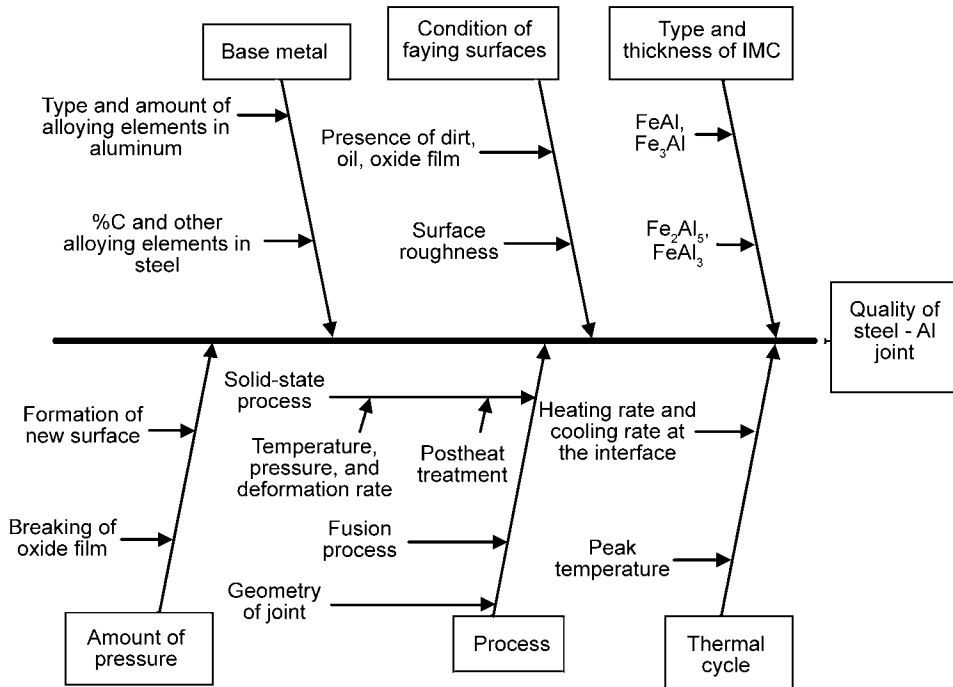 Base metal
Condition of
faying surfaces
Type and
thickness of IMC
Type and amount of
alloying elements in
aluminum
%C and other
alloying elements in
steel
Presence of dirt,
oil, oxide film
Surface
roughness
FeAl,
Fe₃Al
Fe₂Al₅,
FeAl₃
Quality of
steel - Al
joint
Formation of
new surface
Breaking of
oxide film
Amount of
pressure
Solid-state
process
Temperature,
pressure, and
deformation rate
Postheat
treatment
Fusion
process
Geometry
of joint
Process
Heating rate and
cooling rate at
the interface
Peak
temperature
Thermal
cycle